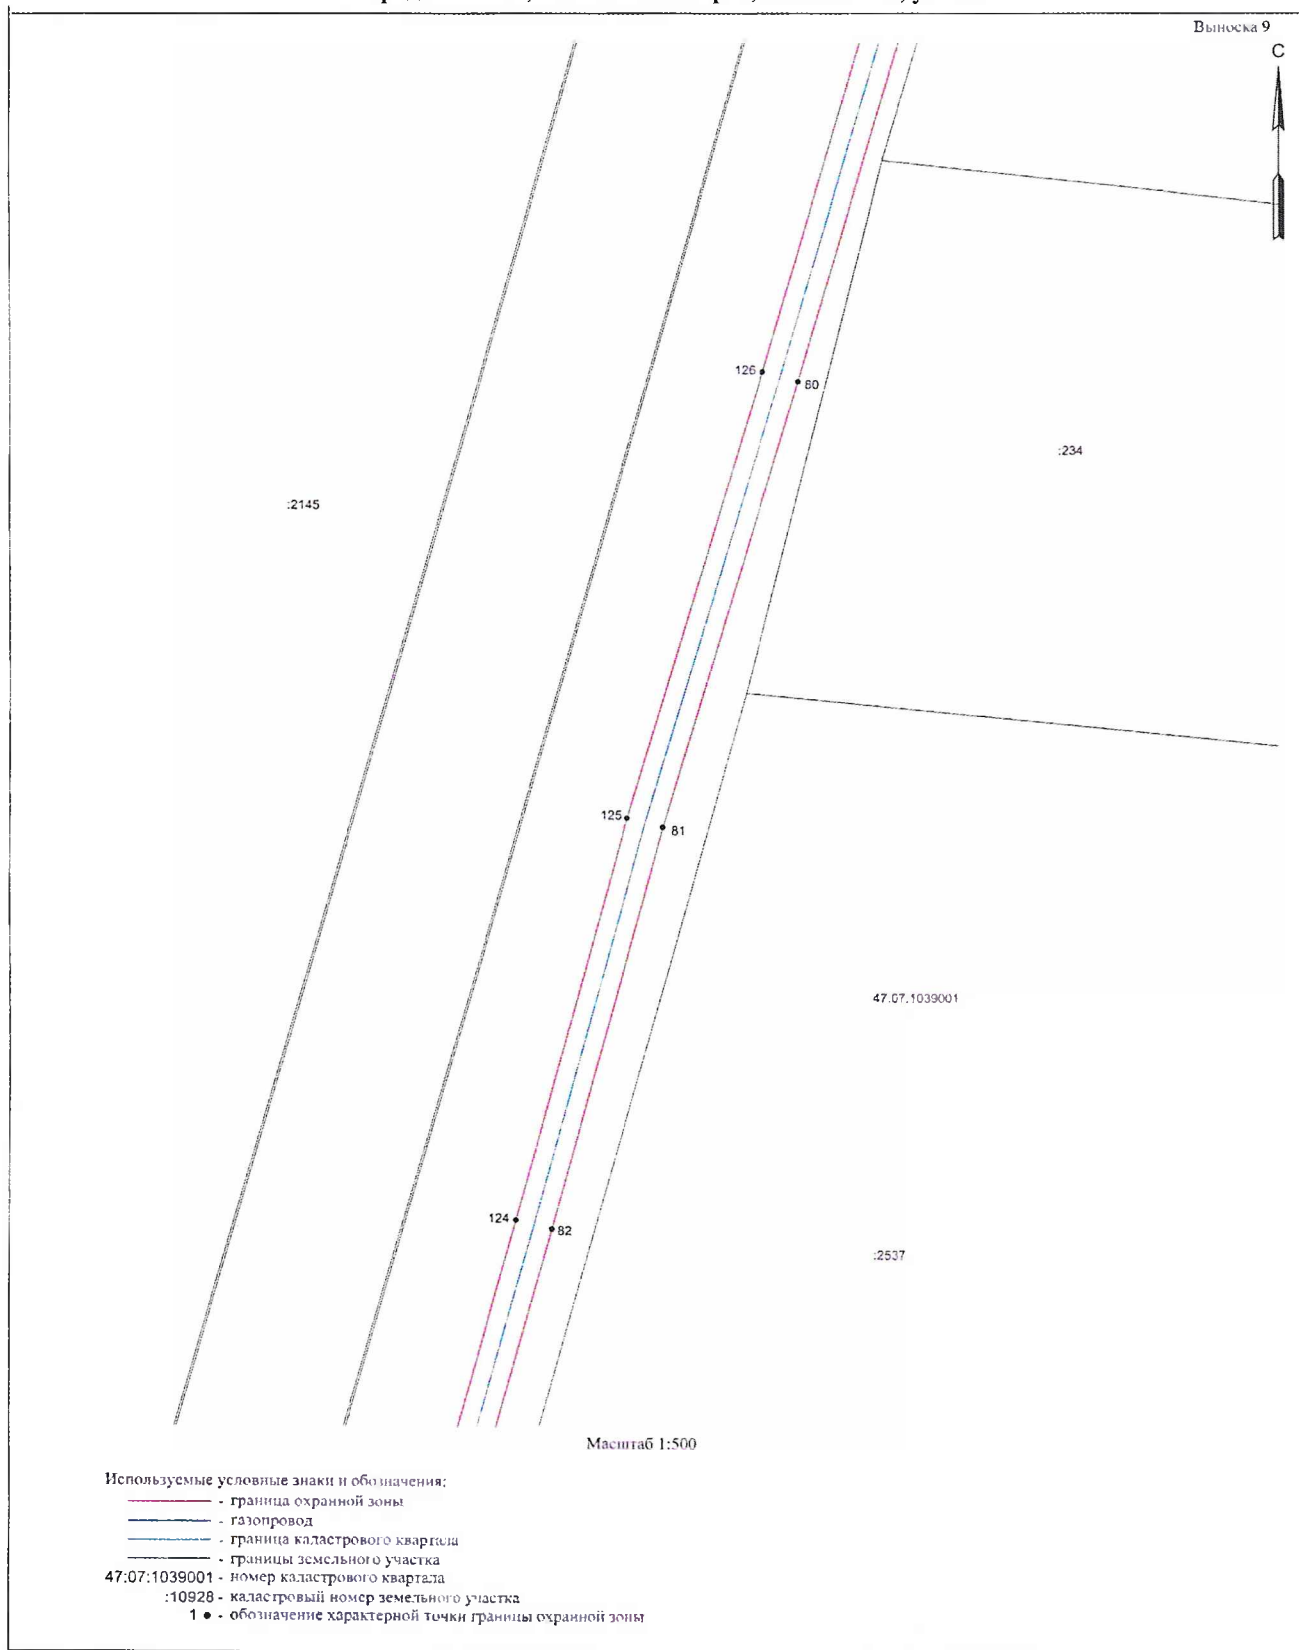 Выноска 9
С
126
80
:234
:2145
125
81
47:07:1039001
124
82
:2537
Масштаб 1:500
Используемые условные знаки и обозначения:
- граница охранной зоны
- газопровод
- граница кадастрового квартала
- границы земельного участка
47:07:1039001 - номер кадастрового квартала
:10928 - кадастровый номер земельного участка
1 ● - обозначение характерной точки границы охранной зоны